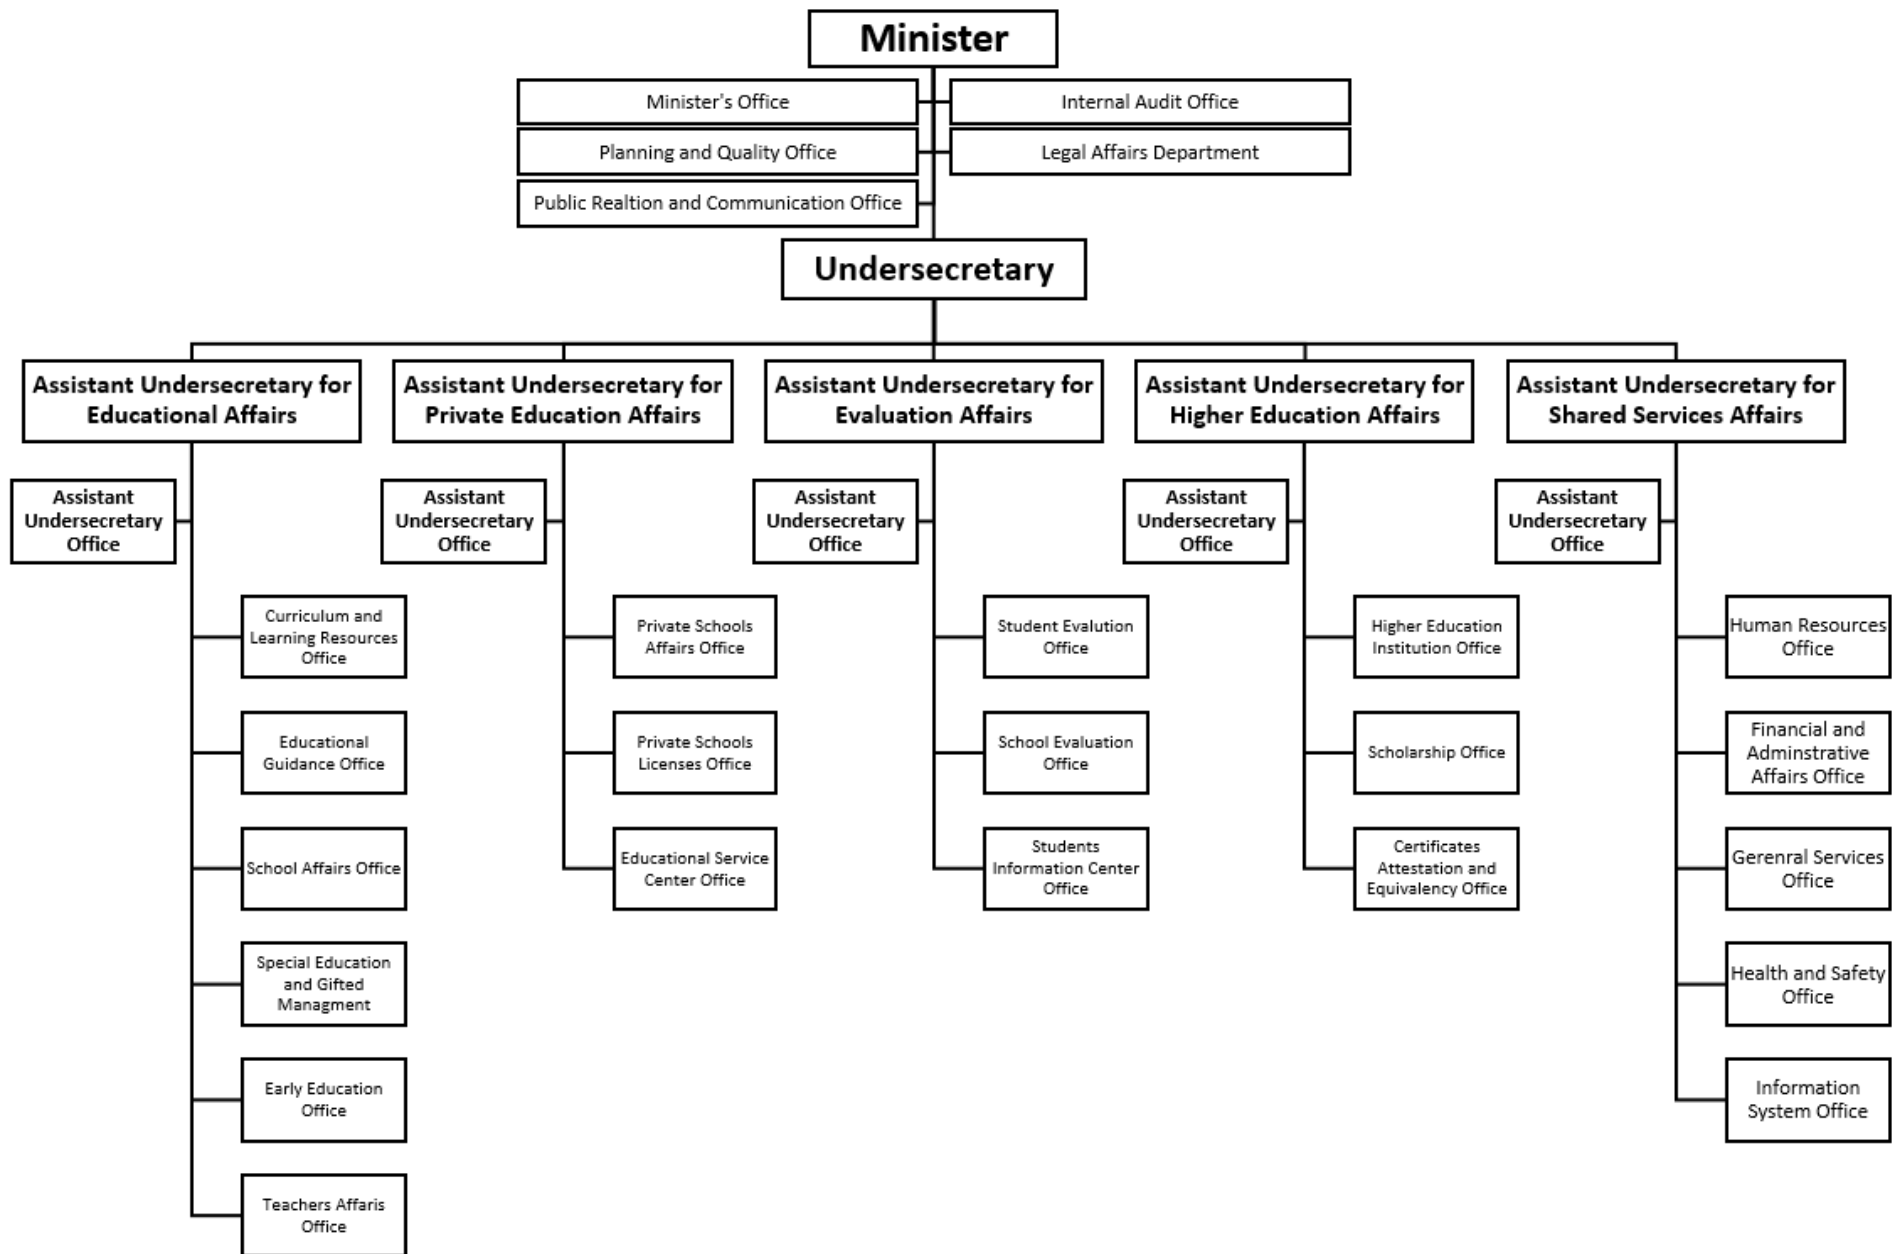 Minister
Minister's Office
Internal Audit Office
Planning and Quality Office
Legal Affairs Department
Public Realtion and Communication Office
Undersecretary
Assistant Undersecretary for
Educational Affairs
Assistant Undersecretary for
Private Education Affairs
Assistant Undersecretary for
Evaluation Affairs
Assistant Undersecretary for
Higher Education Affairs
Assistant Undersecretary for
Shared Services Affairs
Assistant
Undersecretary
Office
Assistant
Undersecretary
Office
Assistant
Undersecretary
Office
Assistant
Undersecretary
Office
Assistant
Undersecretary
Office
Curriculum and
Learning Resources
Office
Private Schools
Affairs Office
Student Evalution
Office
Higher Education
Institution Office
Human Resources
Office
Educational
Guidance Office
Private Schools
Licenses Office
School Evaluation
Office
Scholarship Office
Financial and
Adminstrative
Affairs Office
School Affairs Office
Educational Service
Center Office
Students
Information Center
Office
Certificates
Attestation and
Equivalency Office
Gerenral Services
Office
Special Education
and Gifted
Managment
Health and Safety
Office
Early Education
Office
Information
System Office
Teachers Affaris
Office